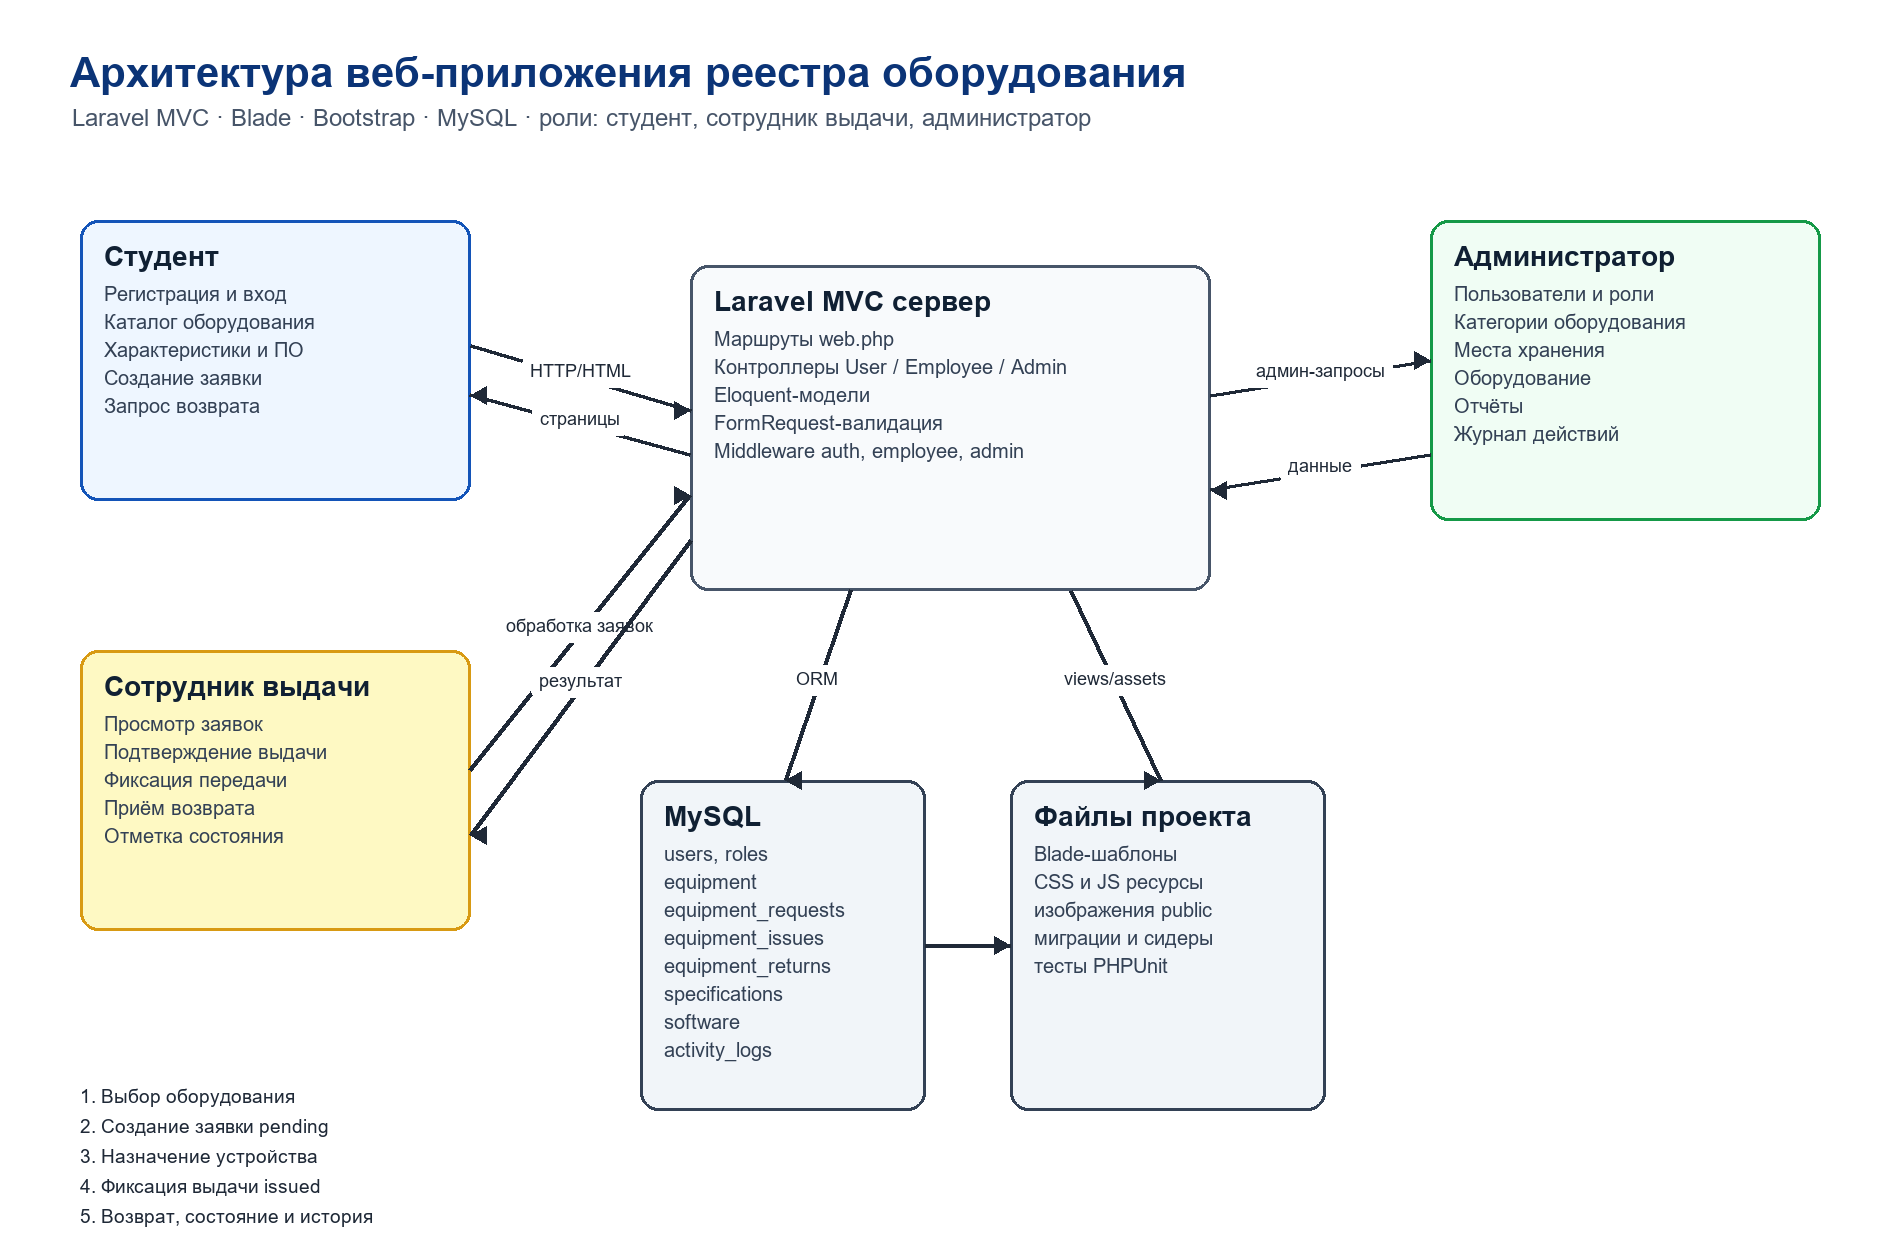 Архитектура веб-приложения реестра оборудования
Laravel MVC · Blade · Bootstrap · MySQL · роли: студент, сотрудник выдачи, администратор
Студент
Регистрация и вход
Каталог оборудования
Характеристики и ПО
Создание заявки
Запрос возврата
HTTP/HTML
страницы
Laravel MVC сервер
Маршруты web.php
Контроллеры User / Employee / Admin
Eloquent-модели
FormRequest-валидация
Middleware auth, employee, admin
админ-запросы
данные
Администратор
Пользователи и роли
Категории оборудования
Места хранения
Оборудование
Отчёты
Журнал действий
обработка заявок
результат
ORM
views/assets
Сотрудник выдачи
Просмотр заявок
Подтверждение выдачи
Фиксация передачи
Приём возврата
Отметка состояния
MySQL
users, roles
equipment
equipment_requests
equipment_issues
equipment_returns
specifications
software
activity_logs
Файлы проекта
Blade-шаблоны
CSS и JS ресурсы
изображения public
миграции и сидеры
тесты PHPUnit
1. Выбор оборудования
2. Создание заявки pending
3. Назначение устройства
4. Фиксация выдачи issued
5. Возврат, состояние и история